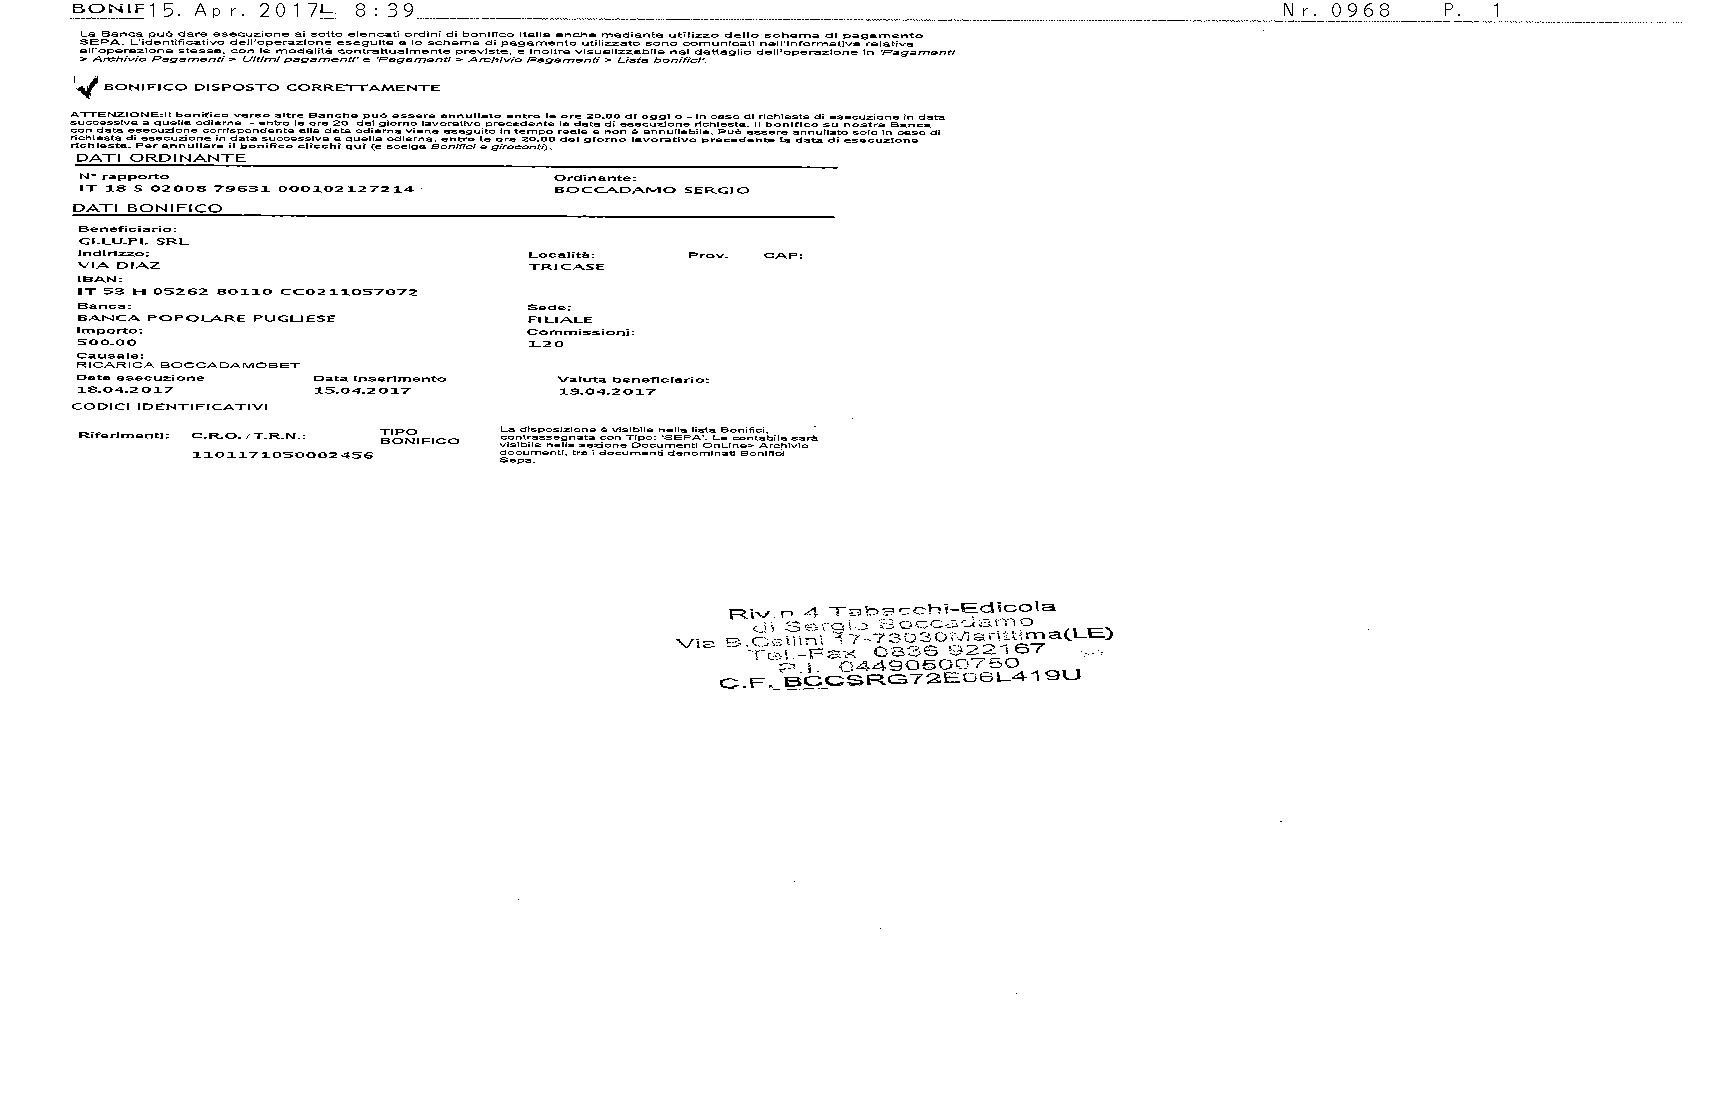 BONIF15. Apr. 2017L 8:39 Nr. 0968 P. 1
La Banca può dare esecuzione ai sotto elencati ordini di bonifico Italia anche mediante utilizzo dello schema di pagamento
SEPA. L'identificativo dell'operazione eseguita e lo schema di pagamento utilizzato sono comunicati nell'informativa relativa
all'operazione stessa, con le modalità contrattualmente previste, e inoltre visualizzabile nel dettaglio dell'operazione in 'Pagamenti
> Archivio Pagamenti > Ultimi pagamenti' e 'Pagamenti > Archivio Pagamenti > Lista bonifici'.
BONIFICO DISPOSTO CORRETTAMENTE
ATTENZIONE:Il bonifico verso altre Banche può essere annullato entro le ore 20.00 di oggi o - in caso di richiesta di esecuzione in data
successiva a quella odierna - entro le ore 20 del giorno lavorativo precedente la data di esecuzione richiesta. Il bonifico su nostra Banca
con data esecuzione corrispondente alla data odierna viene eseguito in tempo reale e non è annullabile. Può essere annullato solo in caso di
richiesta di esecuzione in data successiva a quella odierna, entro le ore 20.00 del giorno lavorativo precedente la data di esecuzione
richiesta. Per annullare il bonifico clicchi qui (e scelga Bonifici e giroconti).
DATI ORDINANTE
N° rapporto Ordinante:
IT 18 S 02008 79651 000102127214 BOCCADAMO SERGIO
DATI BONIFICO
Beneficiario:
GI.LU.PI. SRL
Indirizzo: Località: Prov. CAP:
VIA DIAZ TRICASE
IBAN:
IT 53 H 05262 80110 CC0211057072
Banca: Sede:
BANCA POPOLARE PUGLIESE FILIALE
Importo: Commissioni:
500.00 1.20
Causale:
RICARICA BOCCADAMOBET
Data esecuzione Data inserimento Valuta beneficiario:
18.04.2017 15.04.2017 19.04.2017
CODICI IDENTIFICATIVI
Riferimenti: C.R.O./T.R.N.: TIPO BONIFICO
1101171050002456
La disposizione è visibile nella lista Bonifici,
contrassegnata con Tipo: 'SEPA'. La contabile sarà
visibile nella sezione Documenti OnLine> Archivio
documenti, tra i documenti denominati Bonifici
Sepa.
Riv.n 4 Tabacchi-Edicola
di Sergio Boccadamo
Via B.Cellini 17-73030Marittima(LE)
Tel.-Fax 0836 922167
P.I. 04490500750
C.F. BCCSRG72E06L419U